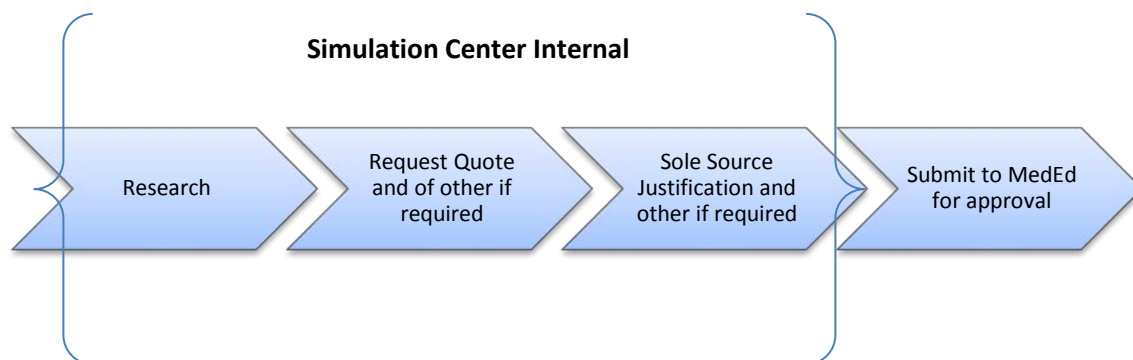 Simulation Center Internal
Research
Request Quote
and of other if
required
Sole Source
Justification and
other if required
Submit to MedEd
for approval